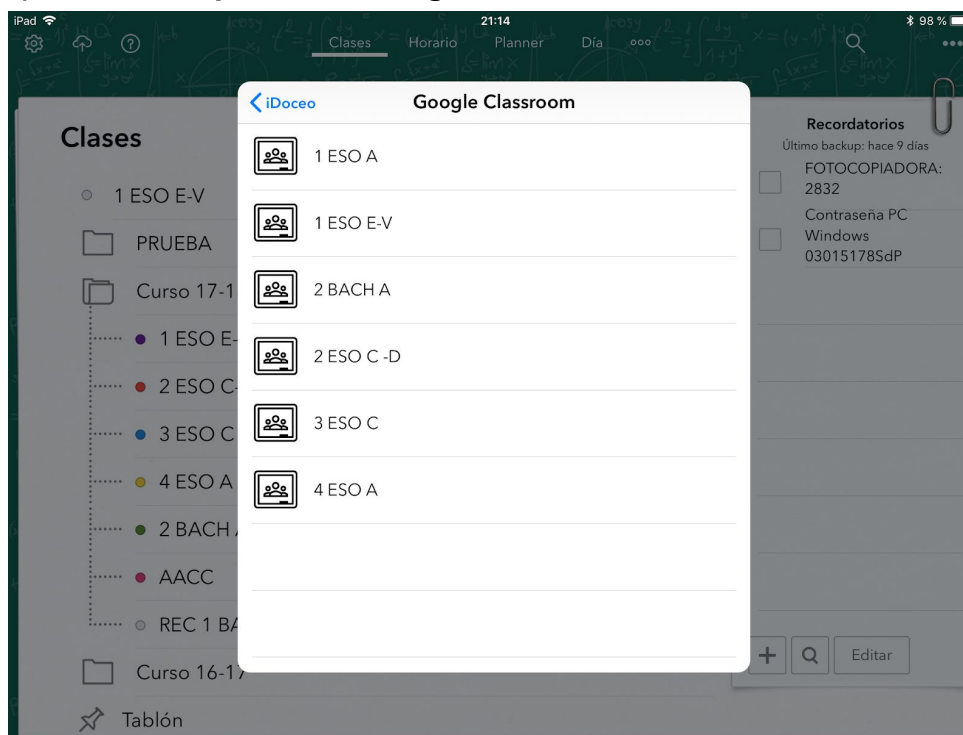 iPad 21:14 98 %
Clases Horario Planner Día
iDoceo Google Classroom
1 ESO A
1 ESO E-V
2 BACH A
2 ESO C -D
3 ESO C
4 ESO A
Clases
1 ESO E-V
PRUEBA
Curso 17-1
1 ESO E-
2 ESO C-
3 ESO C
4 ESO A
2 BACH
AACC
REC 1 BA
Curso 16-17
Tablón
Recordatorios
Último backup: hace 9 días
FOTOCOPIADORA:
2832
Contraseña PC
Windows
03015178SdP
Editar